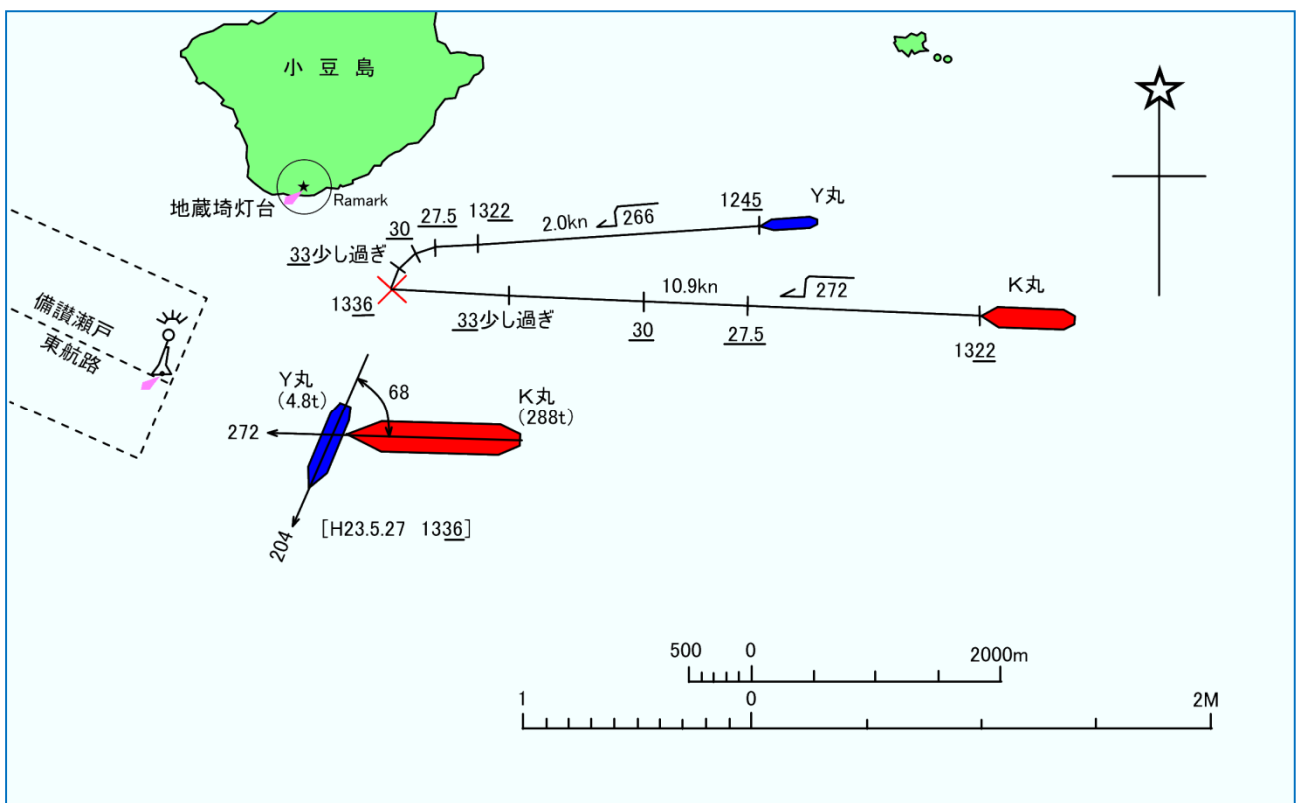 小豆島
地蔵埼灯台
Ramark
備讃瀬戸
東航路
Y丸
1245
266
2.0kn
1322
27.5
30
33少し過ぎ
1336
K丸
272
10.9kn
33少し過ぎ
30
27.5
1322
Y丸
(4.8t)
68
K丸
(288t)
272
204
[H23.5.27 1336]
500 0 2000m
1 0 2M